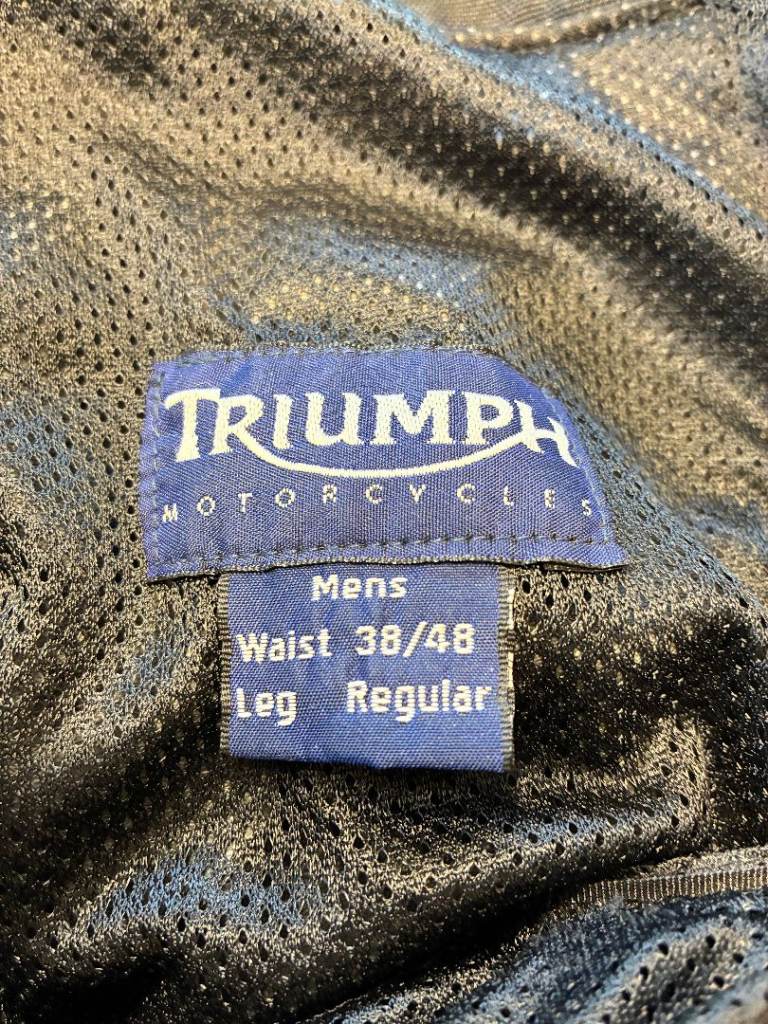 TRIUMPH
MOTORCYCLES
Mens
Waist 38/48
Leg Regular